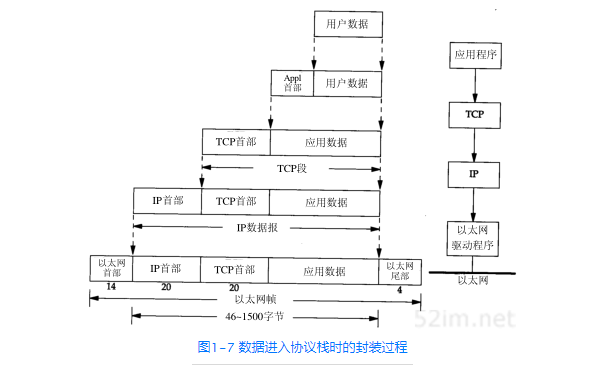 用户数据
Appl
首部
用户数据
应用程序
TCP首部
应用数据
TCP
TCP段
IP首部
TCP首部
应用数据
IP
IP数据报
以太网
驱动程序
以太网
首部
IP首部
TCP首部
应用数据
以太网
尾部
以太网
14
20
20
4
以太网帧
46~1500字节
52im.net
图1-7 数据进入协议栈时的封装过程